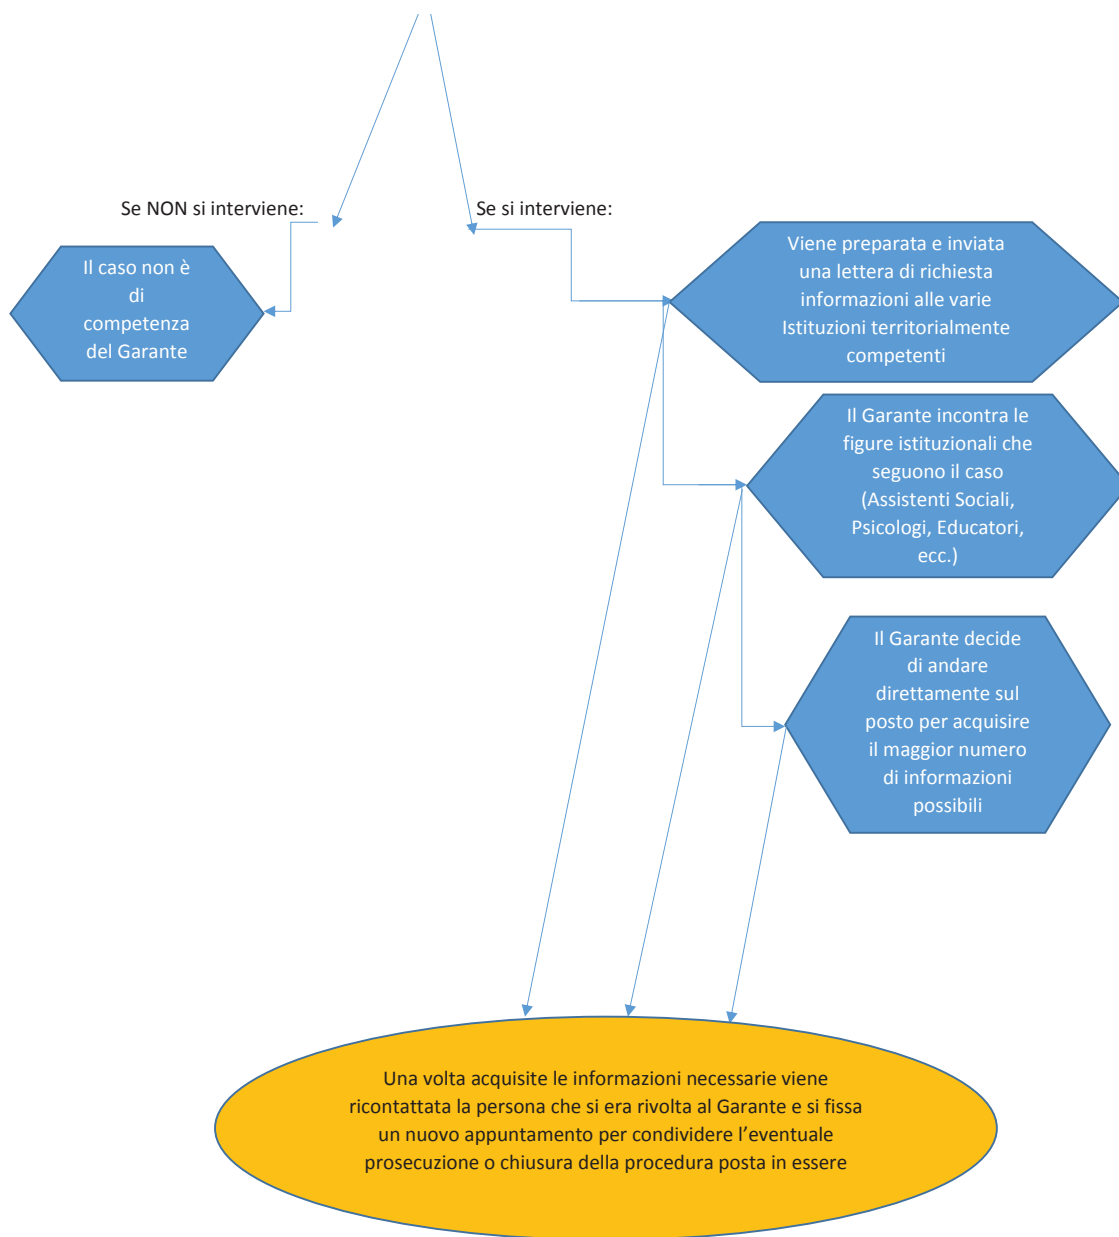 Se NON si interviene:
Se si interviene:
Il caso non è
di
competenza
del Garante
Viene preparata e inviata
una lettera di richiesta
informazioni alle varie
Istituzioni territorialmente
competenti
Il Garante incontra le
figure istituzionali che
seguono il caso
(Assistenti Sociali,
Psicologi, Educatori,
ecc.)
Il Garante decide
di andare
direttamente sul
posto per acquisire
il maggior numero
di informazioni
possibili
Una volta acquisite le informazioni necessarie viene
ricontattata la persona che si era rivolta al Garante e si fissa
un nuovo appuntamento per condividere l’eventuale
prosecuzione o chiusura della procedura posta in essere